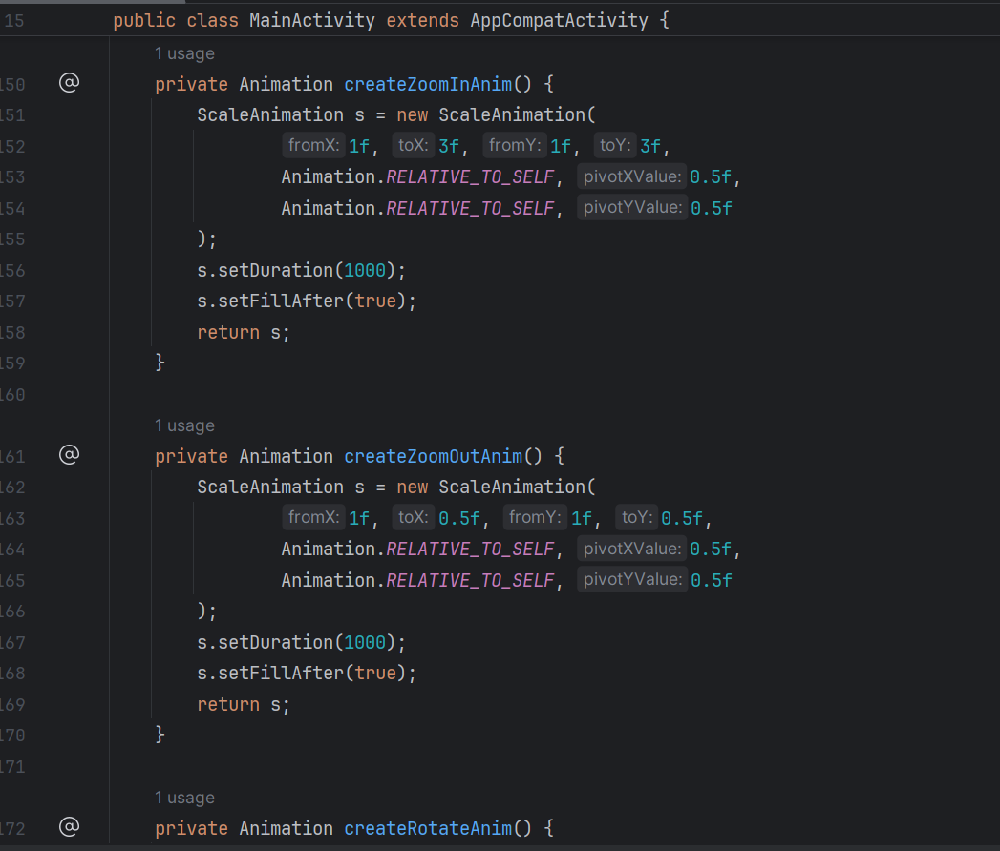 15 public class MainActivity extends AppCompatActivity {
1 usage
150 @ private Animation createZoomInAnim() {
151 ScaleAnimation s = new ScaleAnimation(
152 fromX: 1f, toX: 3f, fromY: 1f, toY: 3f,
153 Animation.RELATIVE_TO_SELF, pivotXValue: 0.5f,
154 Animation.RELATIVE_TO_SELF, pivotYValue: 0.5f
155 );
156 s.setDuration(1000);
157 s.setFillAfter(true);
158 return s;
159 }
160
1 usage
161 @ private Animation createZoomOutAnim() {
162 ScaleAnimation s = new ScaleAnimation(
163 fromX: 1f, toX: 0.5f, fromY: 1f, toY: 0.5f,
164 Animation.RELATIVE_TO_SELF, pivotXValue: 0.5f,
165 Animation.RELATIVE_TO_SELF, pivotYValue: 0.5f
166 );
167 s.setDuration(1000);
168 s.setFillAfter(true);
169 return s;
170 }
171
1 usage
172 @ private Animation createRotateAnim() {